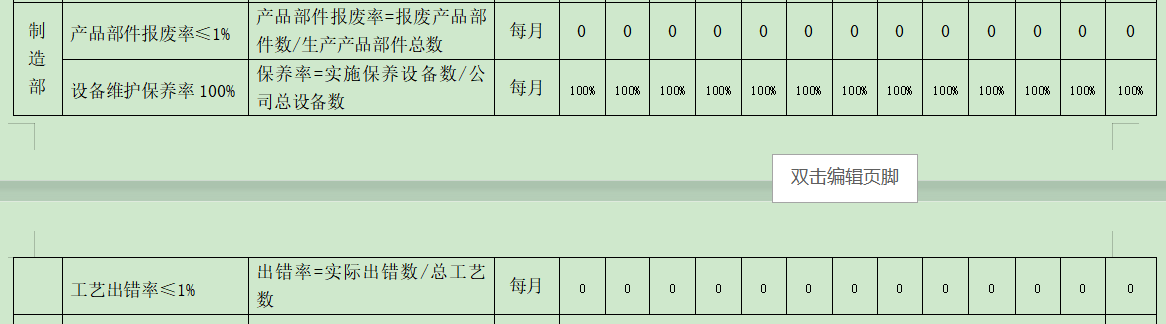 制造部
产品部件报废率≤1%
产品部件报废率=报废产品部
件数/生产产品部件总数
每月
0 0 0 0 0 0 0 0 0 0 0 0 0
设备维护保养率 100%
保养率=实施保养设备数/公
司总设备数
每月
100% 100% 100% 100% 100% 100% 100% 100% 100% 100% 100% 100% 100%
双击编辑页脚
工艺出错率≤1%
出错率=实际出错数/总工艺
数
每月
0 0 0 0 0 0 0 0 0 0 0 0 0